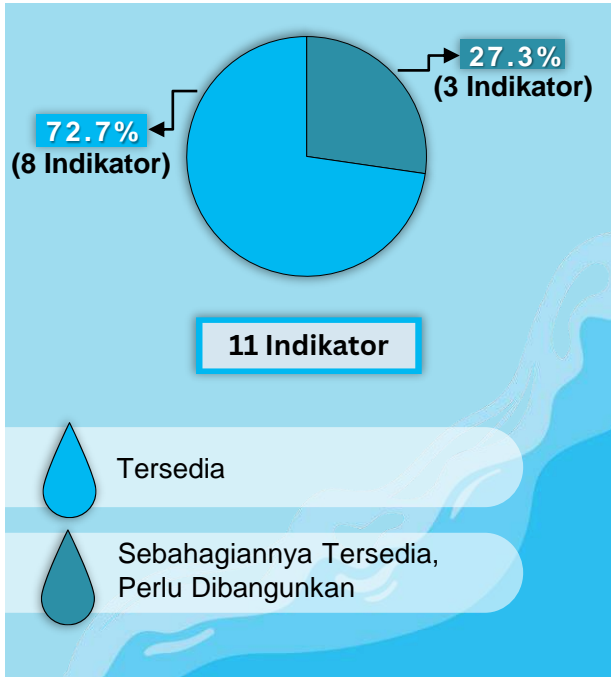 27.3%
(3 Indikator)
72.7%
(8 Indikator)
11 Indikator
Tersedia
Sebahagiannya Tersedia,
Perlu Dibangunkan